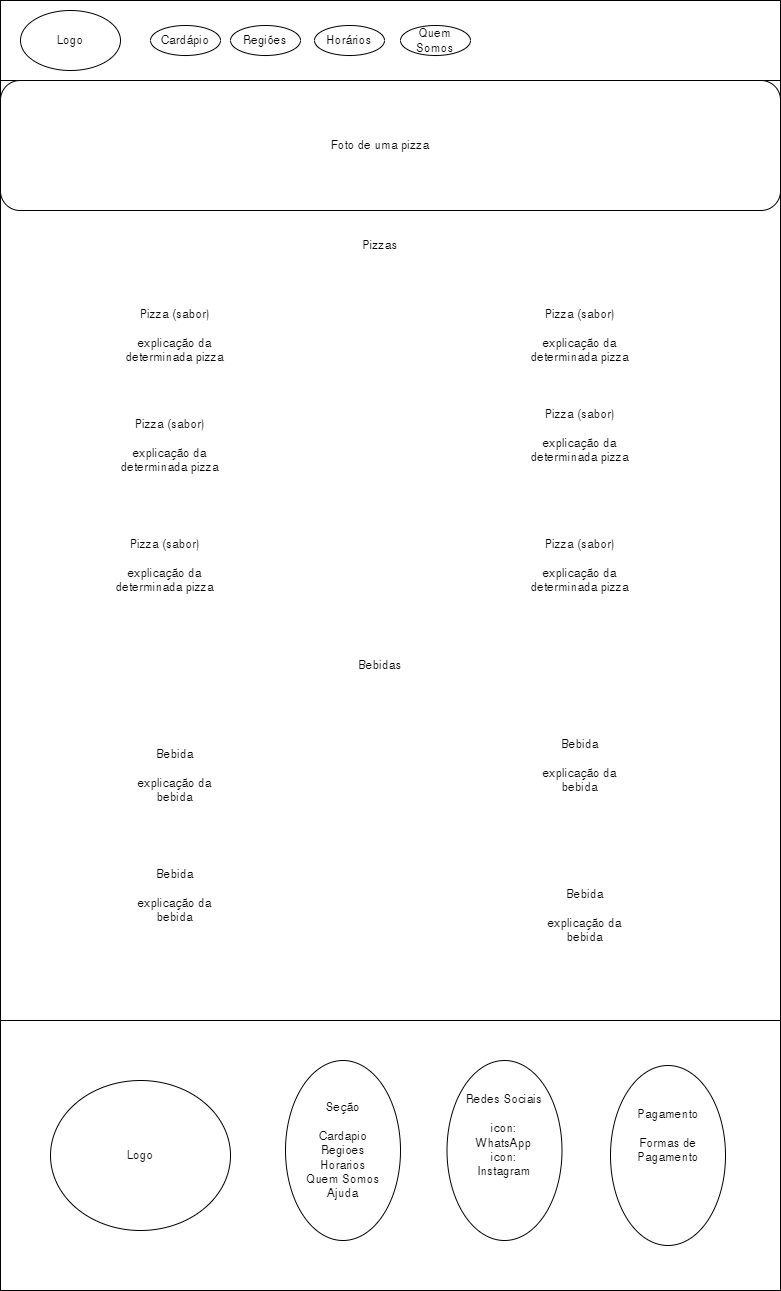 Logo
Cardápio
Regiões
Horários
Quem
Somos
Foto de uma pizza
Pizzas
Pizza (sabor)
explicação da
determinada pizza
Pizza (sabor)
explicação da
determinada pizza
Pizza (sabor)
explicação da
determinada pizza
Pizza (sabor)
explicação da
determinada pizza
Pizza (sabor)
explicação da
determinada pizza
Pizza (sabor)
explicação da
determinada pizza
Bebidas
Bebida
explicação da
bebida
Bebida
explicação da
bebida
Bebida
explicação da
bebida
Bebida
explicação da
bebida
Logo
Seção
Cardapio
Regioes
Horarios
Quem Somos
Ajuda
Redes Sociais
icon:
WhatsApp
icon:
Instagram
Pagamento
Formas de
Pagamento